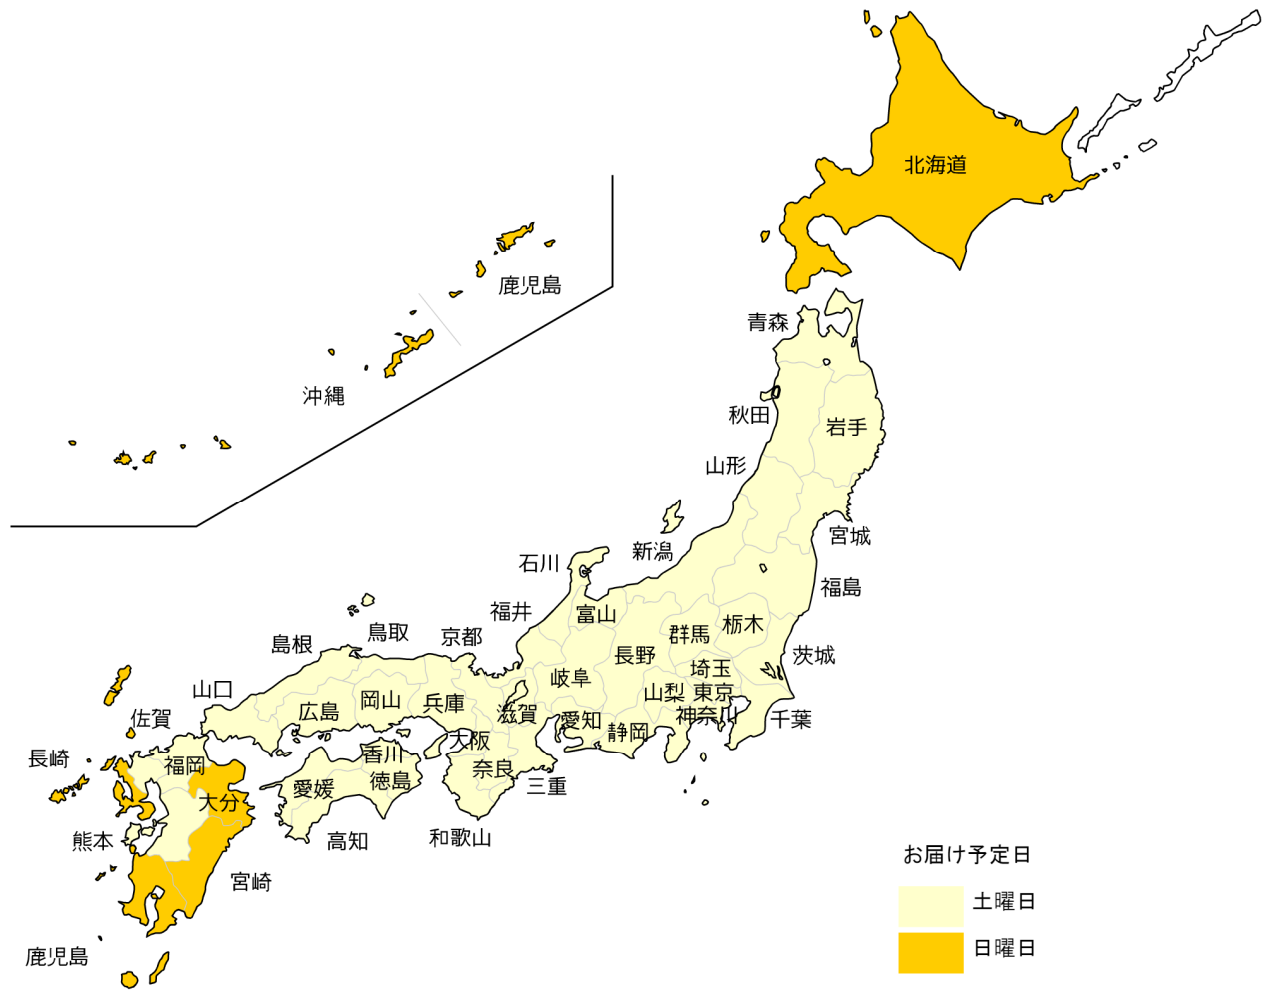 北海道
鹿児島
青森
沖縄
秋田
岩手
山形
宮城
新潟
石川
福島
福井
富山
栃木
群馬
鳥取
京都
島根
長野
茨城
埼玉
岐阜
山口
岡山
兵庫
山梨
東京
広島
滋賀
愛知
神奈川
千葉
佐賀
静岡
大阪
香川
長崎
福岡
奈良
徳島
愛媛
三重
大分
熊本
高知
和歌山
宮崎
鹿児島
お届け予定日
土曜日
日曜日